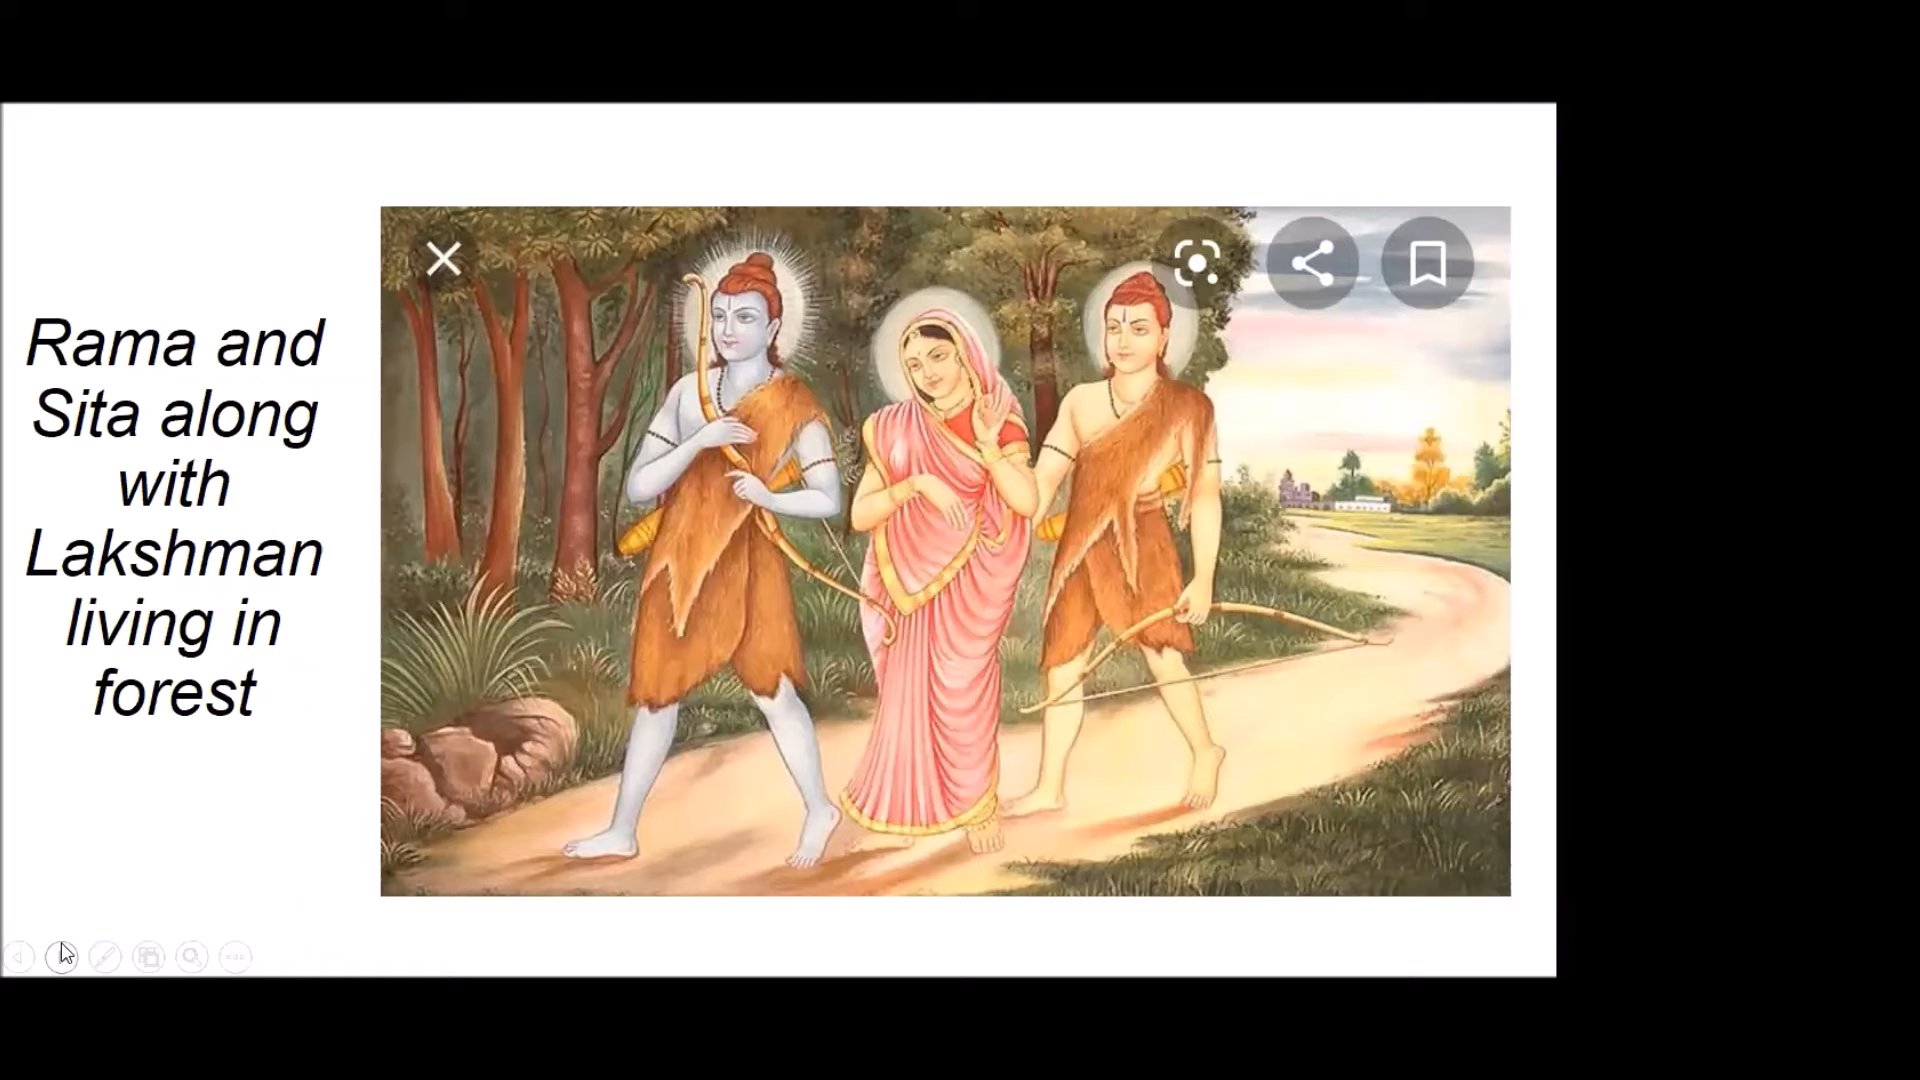 Rama and
Sita along
with
Lakshman
living in
forest